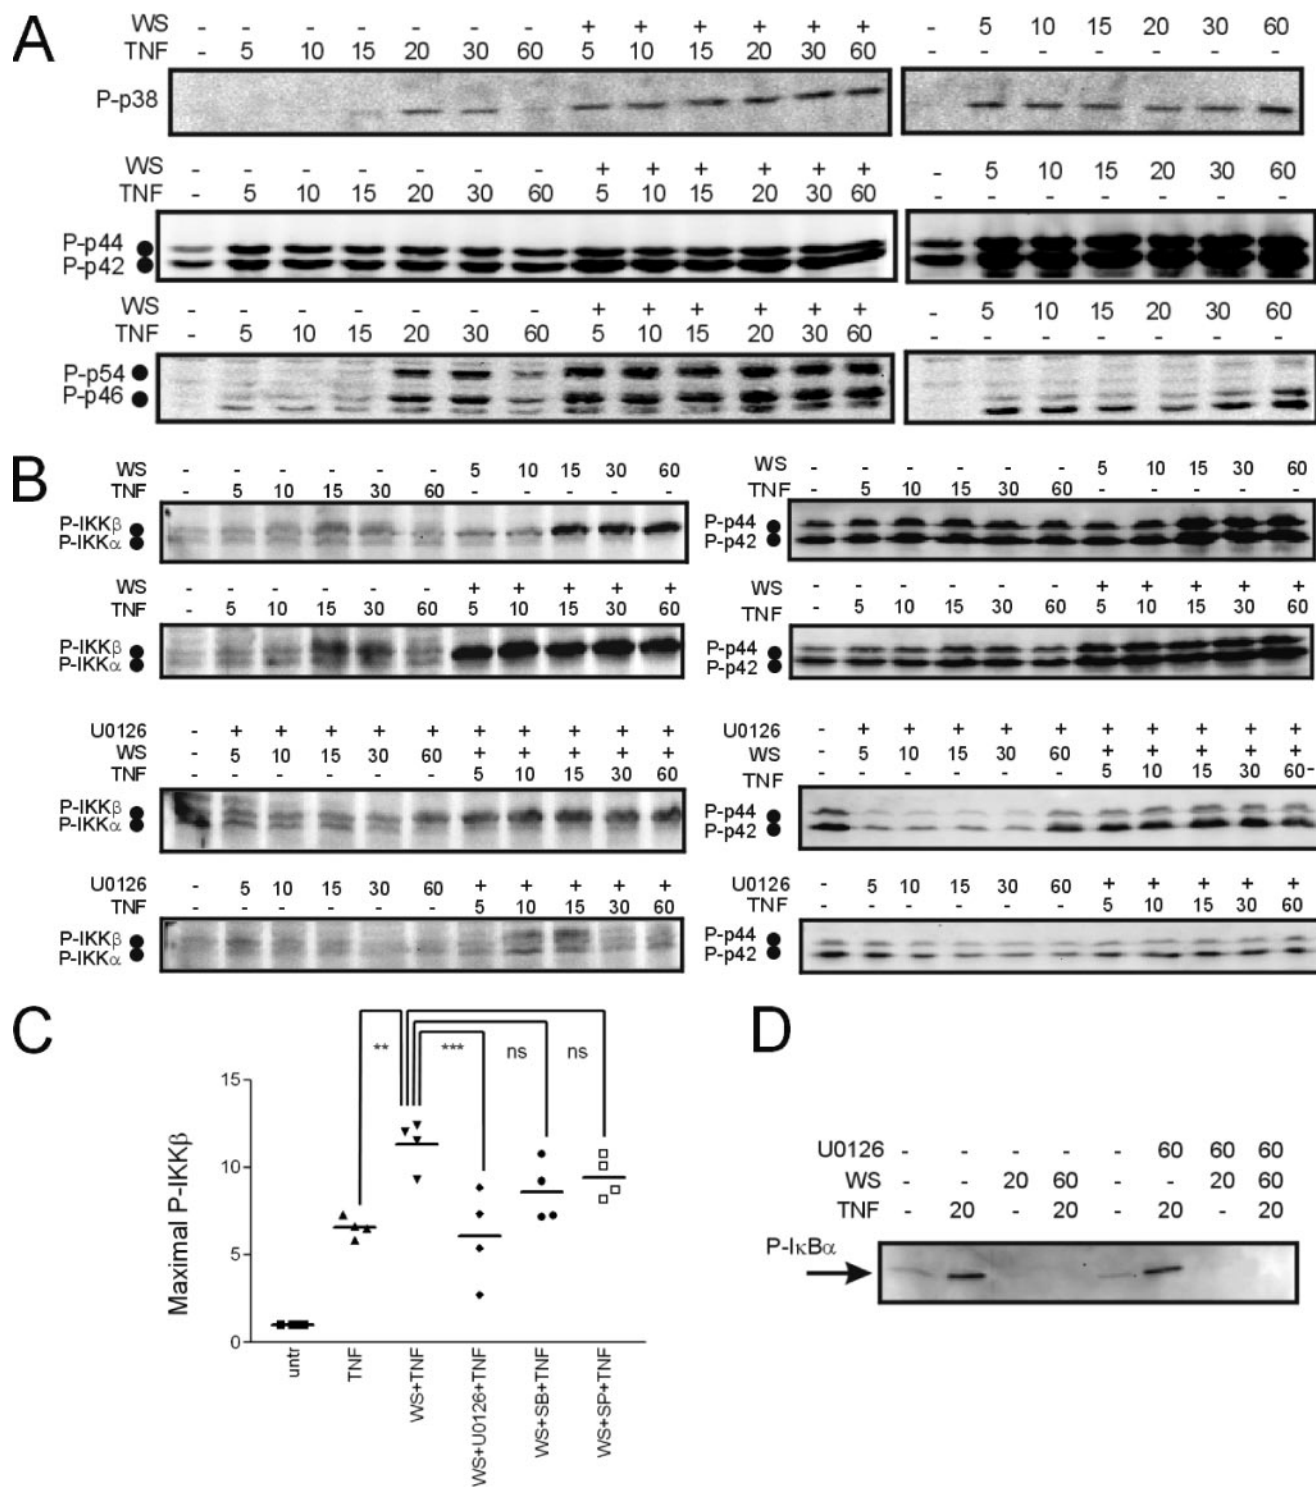 A
WS - - - - - - - + + + + + + - 5 10 15 20 30 60
TNF - 5 10 15 20 30 60 5 10 15 20 30 60 - - - - - - -
P-p38
WS - - - - - - - + + + + + + - 5 10 15 20 30 60
TNF - 5 10 15 20 30 60 5 10 15 20 30 60 - - - - - - -
P-p44
P-p42
WS - - - - - - - + + + + + + - 5 10 15 20 30 60
TNF - 5 10 15 20 30 60 5 10 15 20 30 60 - - - - - - -
P-p54
P-p46
B
WS - - - - - - 5 10 15 30 60
TNF - 5 10 15 30 60 - - - - -
P-IKKβ
P-IKKα
WS - - - - - - 5 10 15 30 60
TNF - 5 10 15 30 60 - - - - -
P-p44
P-p42
WS - - - - - - + + + + +
TNF - 5 10 15 30 60 5 10 15 30 60
P-IKKβ
P-IKKα
WS - - - - - - + + + + +
TNF - 5 10 15 30 60 5 10 15 30 60
P-p44
P-p42
U0126 - + + + + + + + + + +
WS - 5 10 15 30 60 + + + + +
TNF - - - - - - 5 10 15 30 60
P-IKKβ
P-IKKα
U0126 - + + + + + + + + + +
WS - 5 10 15 30 60 + + + + +
TNF - - - - - - 5 10 15 30 60-
P-p44
P-p42
U0126 - 5 10 15 30 60 + + + + +
TNF - - - - - - 5 10 15 30 60
P-IKKβ
P-IKKα
U0126 - 5 10 15 30 60 + + + + +
TNF - - - - - - 5 10 15 30 60
P-p44
P-p42
C
** *** ns ns
Maximal P-IKKβ
15
10
5
0
untr
TNF
WS+TNF
WS+U0126+TNF
WS+SB+TNF
WS+SP+TNF
D
U0126 - - - - - 60 60 60
WS - - 20 60 - - 20 60
TNF - 20 - 20 - 20 - 20
P-IκBα